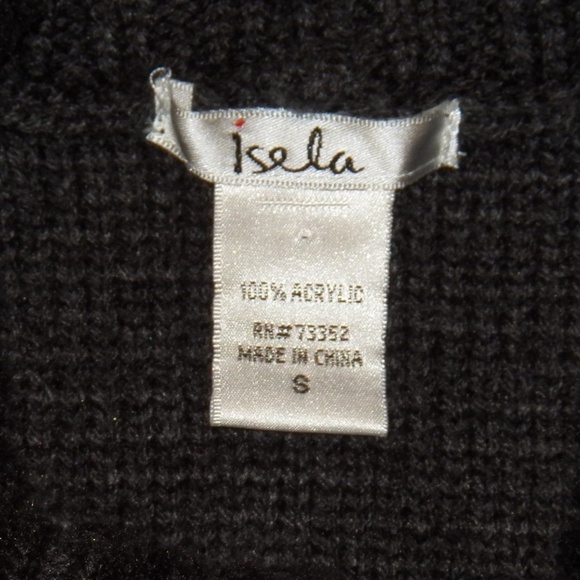 isela
100% ACRYLIC
RN#73352
MADE IN CHINA
S